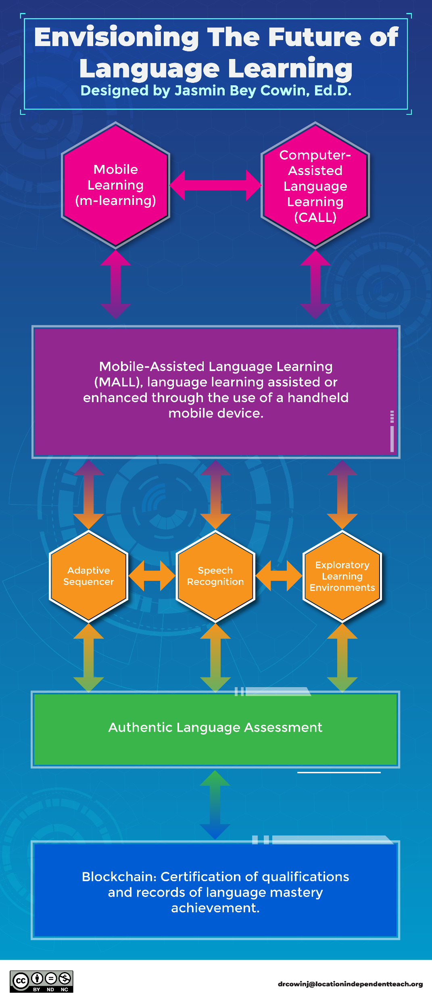 Envisioning The Future of
Language Learning
Designed by Jasmin Bey Cowin, Ed.D.
Mobile
Learning
(m-learning)
Computer-
Assisted
Language
Learning
(CALL)
Mobile-Assisted Language Learning
(MALL), language learning assisted or
enhanced through the use of a handheld
mobile device.
Adaptive
Sequencer
Speech
Recognition
Exploratory
Learning
Environments
Authentic Language Assessment
Blockchain: Certification of qualifications
and records of language mastery
achievement.
cc
BY ND NC
drcowinj@locationindependentteach.org